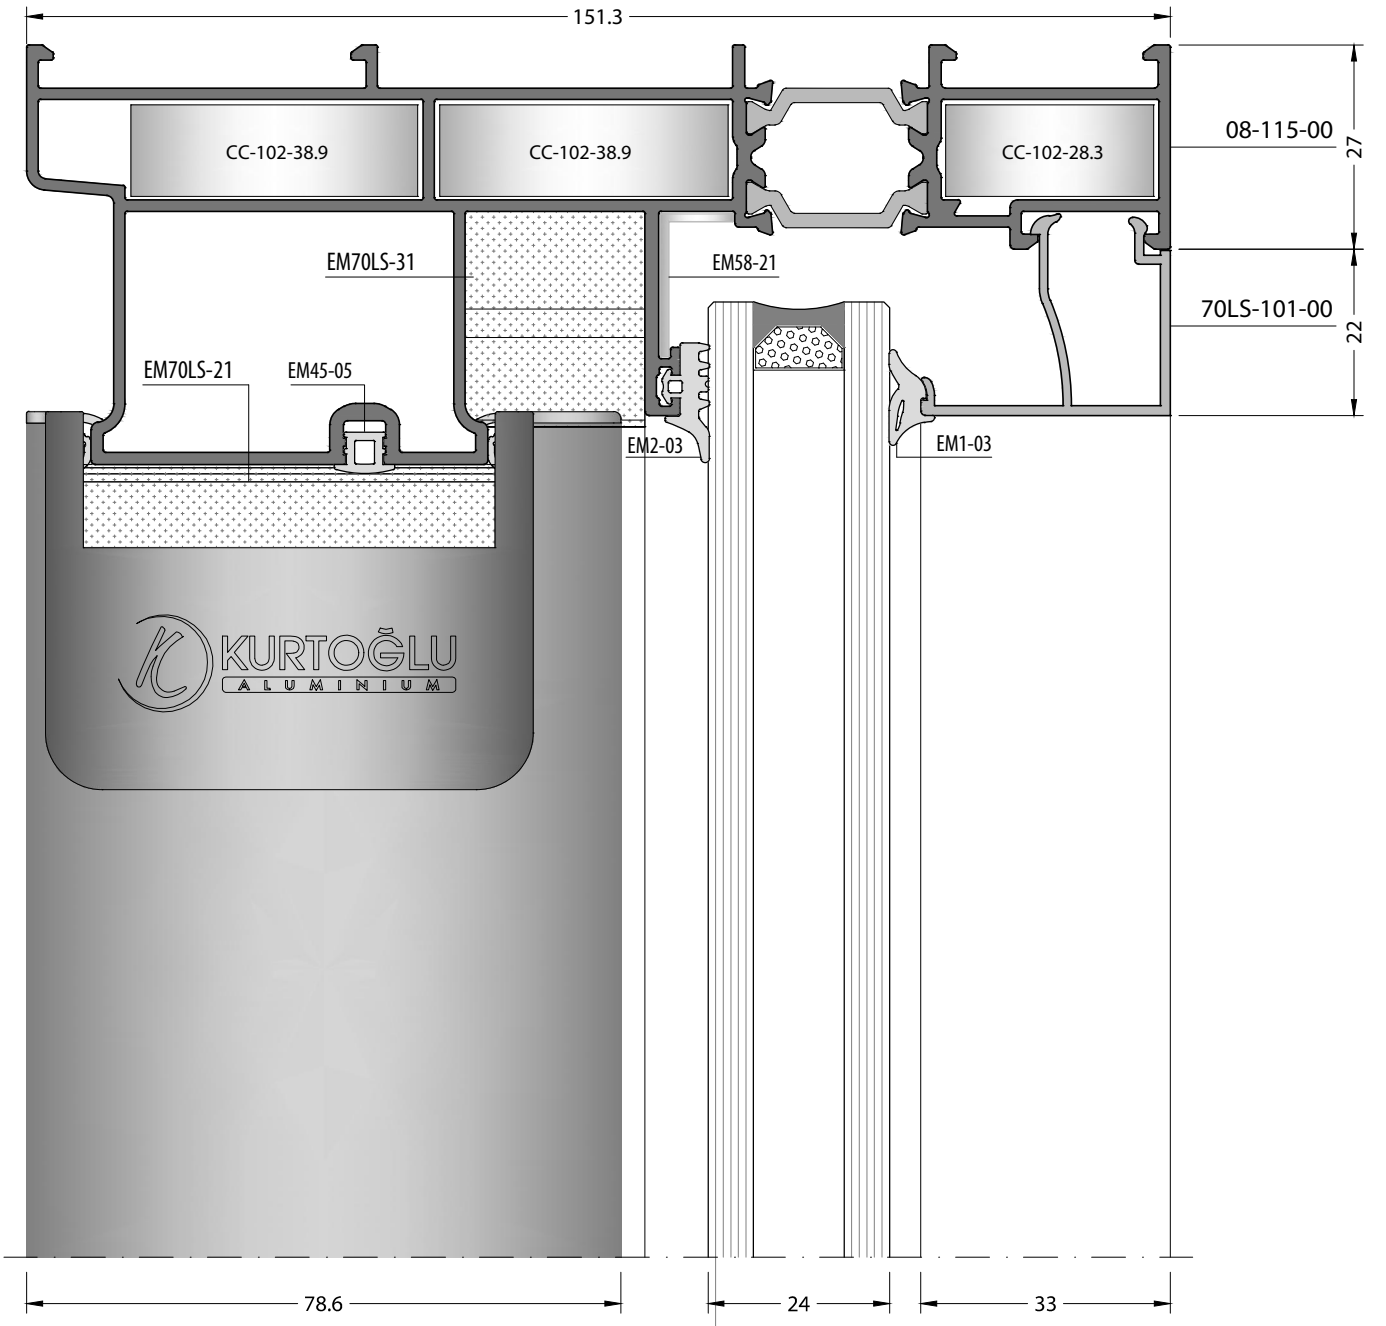 151.3
08-115-00
27
CC-102-38.9
CC-102-38.9
CC-102-28.3
EM70LS-31
EM58-21
70LS-101-00
22
EM70LS-21
EM45-05
EM2-03
EM1-03
K
KURTOĞLU
ALUMINIUM
78.6
24
33